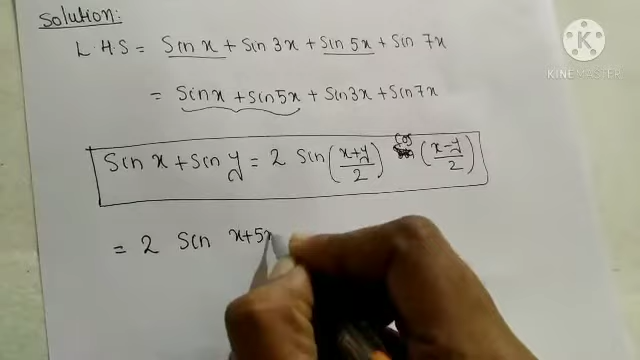 Solution:
L.H.S = Sin x + Sin 3x + Sin 5x + Sin 7x
= Sin x + Sin 5x + Sin 3x + Sin 7x
Sin x + Sin y = 2 Sin (x+y/2) Cos (x-y/2)
= 2 Sin x+5x
K
KINEMASTER